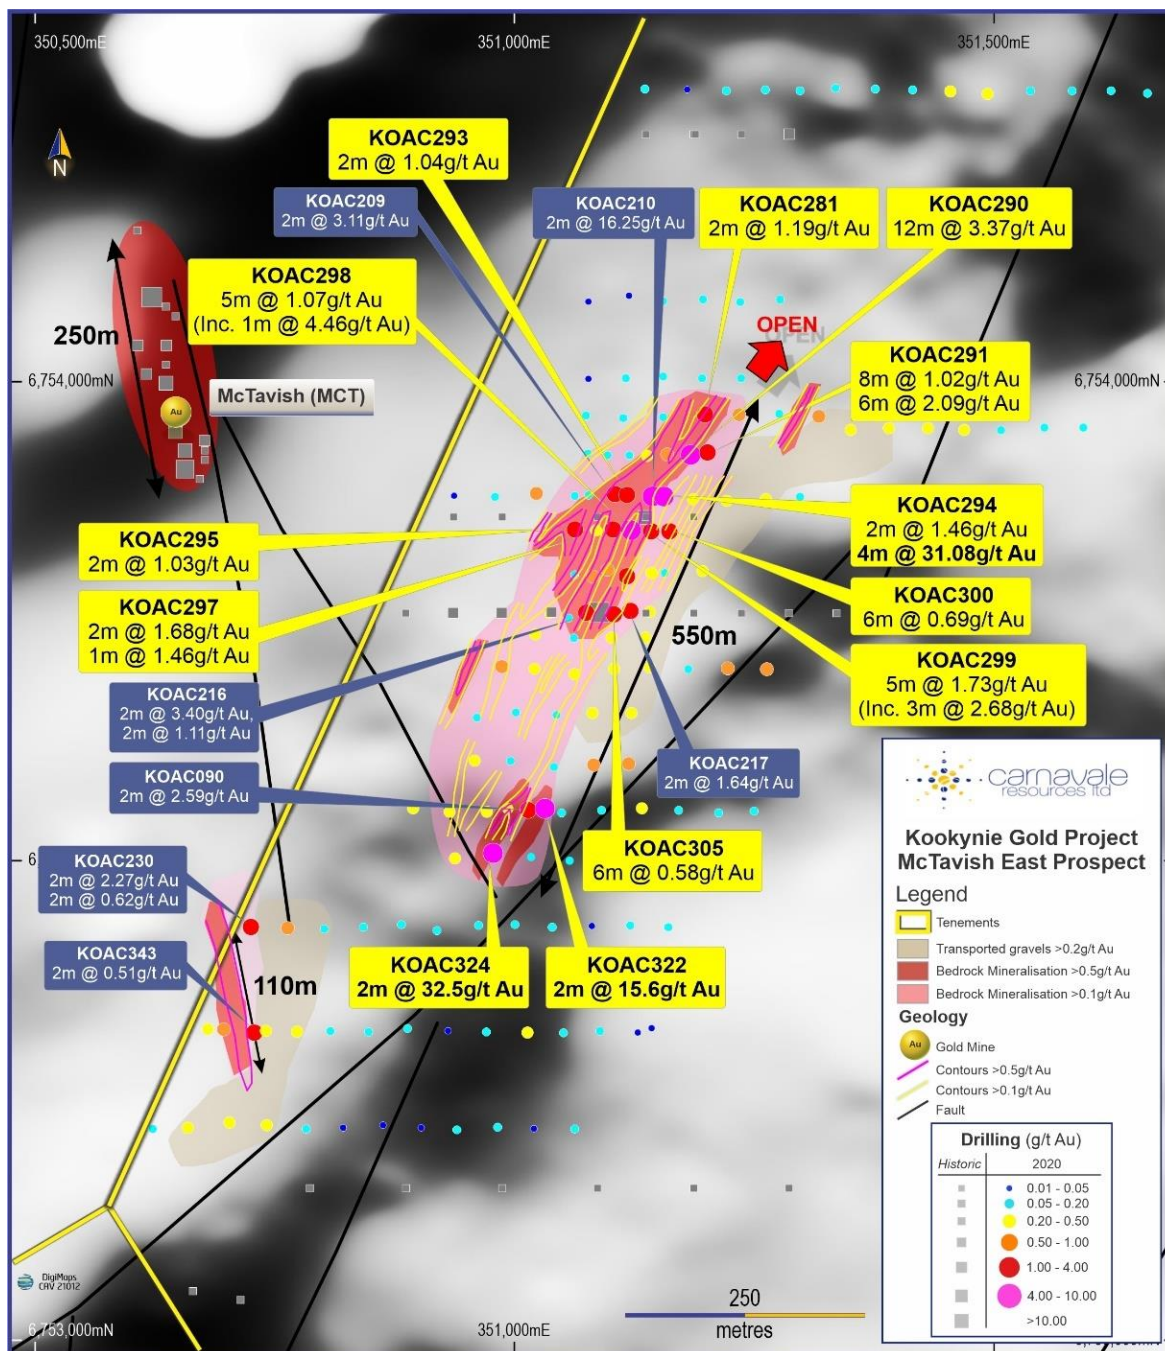 350,500mE
351,000mE
351,500mE
N
KOAC293
2m @ 1.04g/t Au
KOAC209
2m @ 3.11g/t Au
KOAC210
2m @ 16.25g/t Au
KOAC281
2m @ 1.19g/t Au
KOAC290
12m @ 3.37g/t Au
KOAC298
5m @ 1.07g/t Au
(Inc. 1m @ 4.46g/t Au)
250m
OPEN
KOAC291
8m @ 1.02g/t Au
6m @ 2.09g/t Au
6,754,000mN
6,754,000mN
McTavish (MCT)
Au
KOAC294
2m @ 1.46g/t Au
4m @ 31.08g/t Au
KOAC295
2m @ 1.03g/t Au
KOAC297
2m @ 1.68g/t Au
1m @ 1.46g/t Au
KOAC300
6m @ 0.69g/t Au
550m
KOAC299
5m @ 1.73g/t Au
(Inc. 3m @ 2.68g/t Au)
KOAC216
2m @ 3.40g/t Au,
2m @ 1.11g/t Au
KOAC217
2m @ 1.64g/t Au
KOAC090
2m @ 2.59g/t Au
KOAC305
6m @ 0.58g/t Au
KOAC230
2m @ 2.27g/t Au
2m @ 0.62g/t Au
KOAC343
2m @ 0.51g/t Au
110m
KOAC324
2m @ 32.5g/t Au
KOAC322
2m @ 15.6g/t Au
carnavale
resources ltd
Kookynie Gold Project
McTavish East Prospect
Legend
Tenements
Transported gravels >0.2g/t Au
Bedrock Mineralisation >0.5g/t Au
Bedrock Mineralisation >0.1g/t Au
Geology
Au Gold Mine
Contours >0.5g/t Au
Contours >0.1g/t Au
Fault
Drilling (g/t Au)
Historic 2020
0.01 - 0.05
0.05 - 0.20
0.20 - 0.50
0.50 - 1.00
1.00 - 4.00
4.00 - 10.00
>10.00
DigiMaps
CAV 21012
250
metres
6,753,000mN
351,000mE